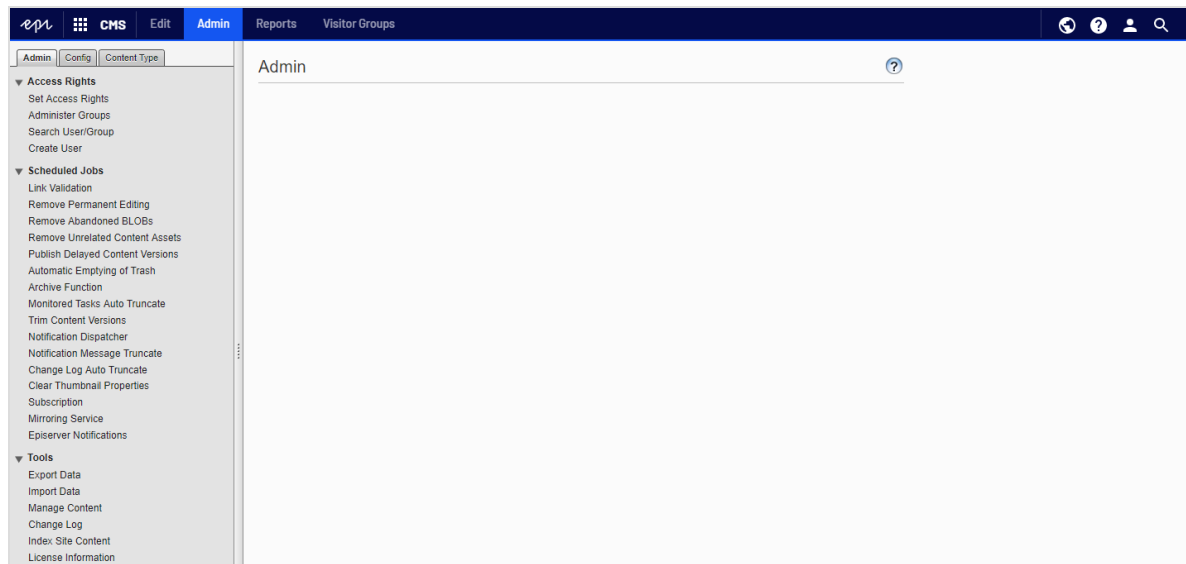 epi CMS Edit Admin Reports Visitor Groups ?
Admin Config Content Type
Admin ?
Access Rights
Set Access Rights
Administer Groups
Search User/Group
Create User
Scheduled Jobs
Link Validation
Remove Permanent Editing
Remove Abandoned BLOBs
Remove Unrelated Content Assets
Publish Delayed Content Versions
Automatic Emptying of Trash
Archive Function
Monitored Tasks Auto Truncate
Trim Content Versions
Notification Dispatcher
Notification Message Truncate
Change Log Auto Truncate
Clear Thumbnail Properties
Subscription
Mirroring Service
Episerver Notifications
Tools
Export Data
Import Data
Manage Content
Change Log
Index Site Content
License Information